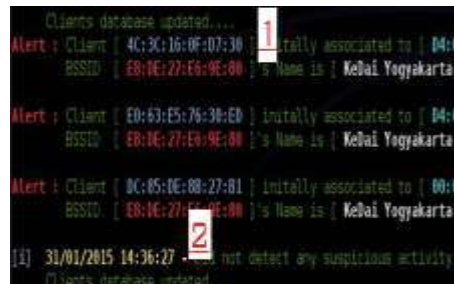 Clients database updated....
Alert : Client [ 4C:3C:16:0F:D7:30 ] initally associated to [ D4:
BSSID [ E8:DE:27:E6:9E:80 ]'s Name is [ KeDai Yogyakarta
Alert : Client [ E0:63:E5:76:30:ED ] initally associated to [ D4:
BSSID [ E8:DE:27:E6:9E:80 ]'s Name is [ KeDai Yogyakarta
Alert : Client [ DC:85:DE:88:27:81 ] initally associated to [ 00:
BSSID [ E8:DE:27:E6:9E:80 ]'s Name is [ KeDai Yogyakarta
[i] 31/01/2015 14:36:27 - not detect any suspicious activity
Clients database updated
1
2